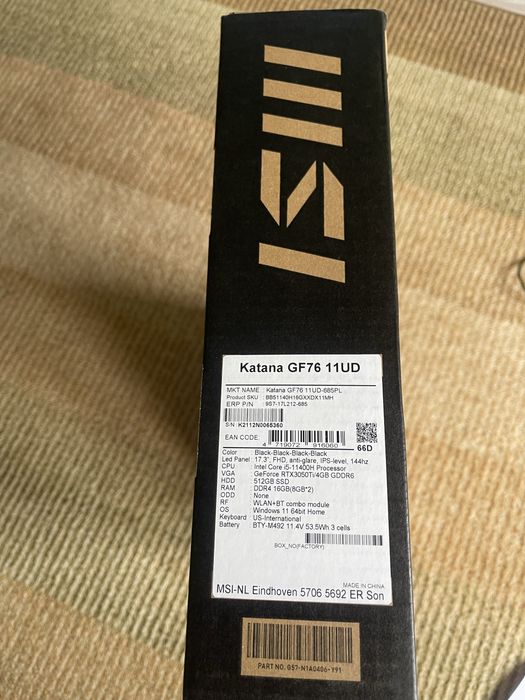 msi
Katana GF76 11UD
MKT NAME : Katana GF76 11UD-685PL
Product SKU : BB51140H16GXXDX11MH
ERP P/N : 9S7-17L212-685
S/N: K2112N0065360
EAN CODE:
4 719072 916060
66D
Color : Black-Black-Black-Black
Led Panel : 17.3", FHD, anti-glare, IPS-level, 144hz
CPU : Intel Core i5-11400H Processor
VGA : GeForce RTX3050Ti/4GB GDDR6
HDD : 512GB SSD
RAM : DDR4 16GB(8GB*2)
ODD : None
RF : WLAN+BT combo module
OS : Windows 11 64bit Home
Keyboard : US-International
Battery : BTY-M492 11.4V 53.5Wh 3 cells
BOX_NO(FACTORY)
MADE IN CHINA
MSI-NL Eindhoven 5706 5692 ER Son
PART NO. G57-N1A0406-Y91